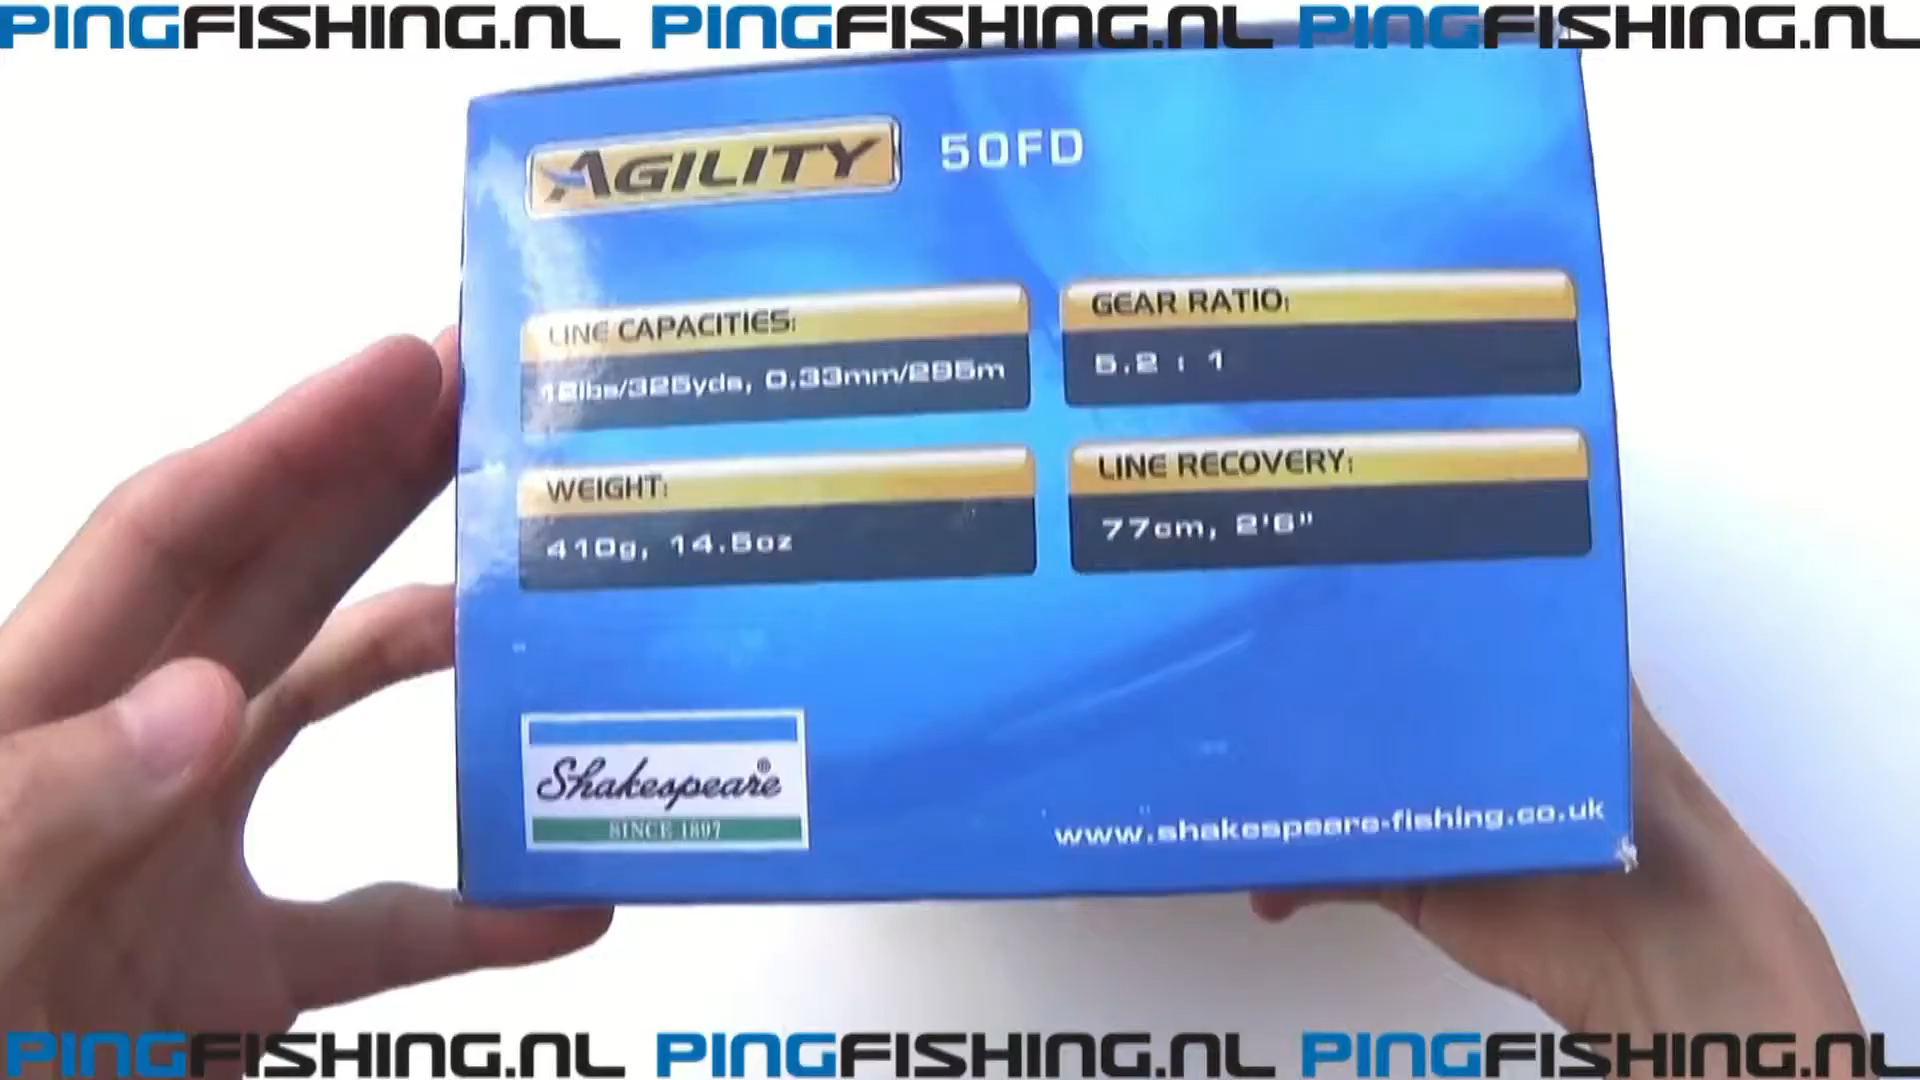 PINGFISHING.NL PINGFISHING.NL PINGFISHING.NL
AGILITY 50FD
LINE CAPACITIES:
12lbs/325yds, 0.33mm/295m
GEAR RATIO:
5.2 : 1
WEIGHT:
410g, 14.5oz
LINE RECOVERY:
77cm, 2'6"
Shakespeare®
SINCE 1897
www.shakespeare-fishing.co.uk
PINGFISHING.NL PINGFISHING.NL PINGFISHING.NL